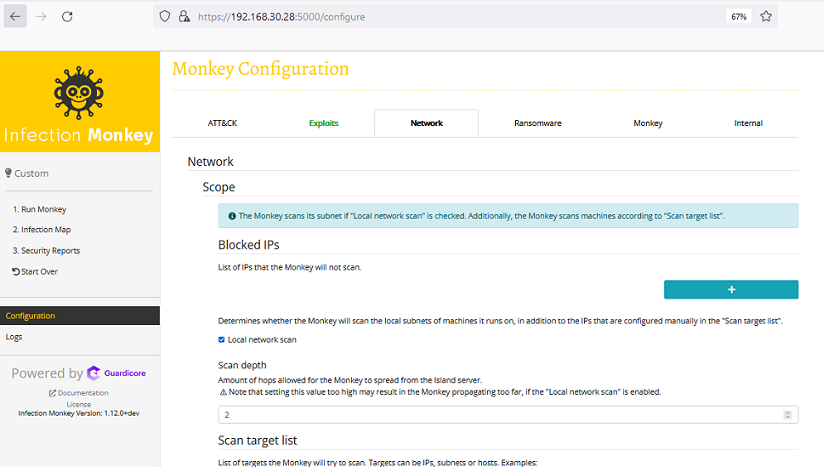 https://192.168.30.28:5000/configure
67%
Infection Monkey
Custom
1. Run Monkey
2. Infection Map
3. Security Reports
Start Over
Configuration
Logs
Powered by Guardicore
Documentation
License
Infection Monkey Version: 1.12.0+dev
Monkey Configuration
ATT&CK Exploits Network Ransomware Monkey Internal
Network
Scope
The Monkey scans its subnet if "Local network scan" is checked. Additionally, the Monkey scans machines according to "Scan target list".
Blocked IPs
List of IPs that the Monkey will not scan.
+
Determines whether the Monkey will scan the local subnets of machines it runs on, in addition to the IPs that are configured manually in the "Scan target list".
Local network scan
Scan depth
Amount of hops allowed for the Monkey to spread from the Island server.
⚠ Note that setting this value too high may result in the Monkey propagating too far, if the "Local network scan" is enabled.
2
Scan target list
List of targets the Monkey will try to scan. Targets can be IPs, subnets or hosts. Examples: